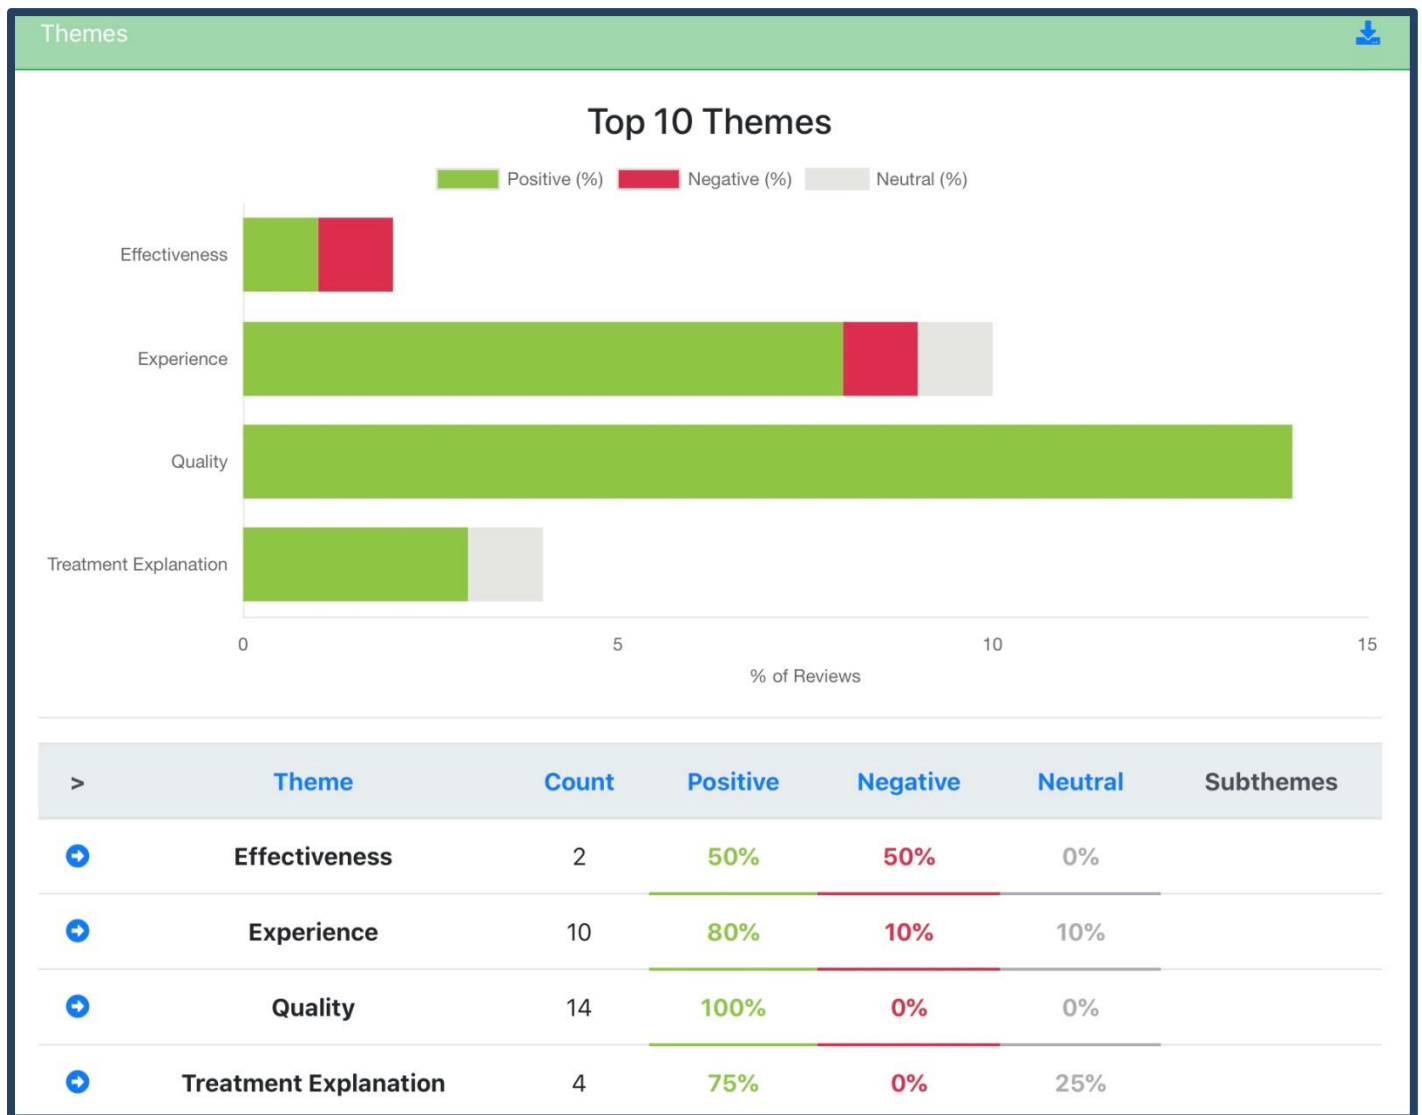 Themes
Top 10 Themes
Positive (%) Negative (%) Neutral (%)
Effectiveness
Experience
Quality
Treatment Explanation
0 5 10 15
% of Reviews
> Theme Count Positive Negative Neutral Subthemes
Effectiveness 2 50% 50% 0%
Experience 10 80% 10% 10%
Quality 14 100% 0% 0%
Treatment Explanation 4 75% 0% 25%